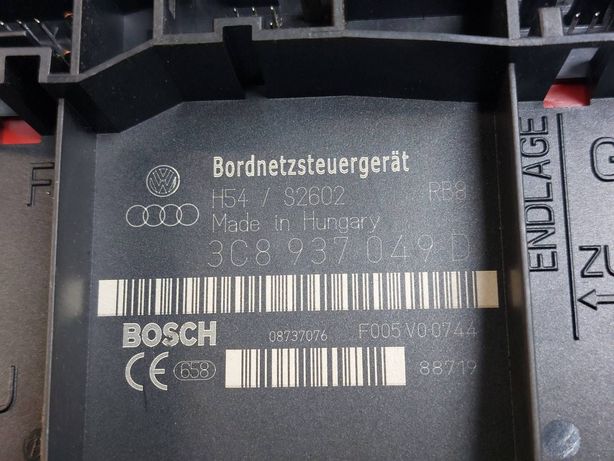 Bordnetzsteuergerät
H54 / S2602 RB8
Made in Hungary
3C8 937 049 D
BOSCH 08737076 F005 V0 0744
CE 658 88719
F
ENDLAGE